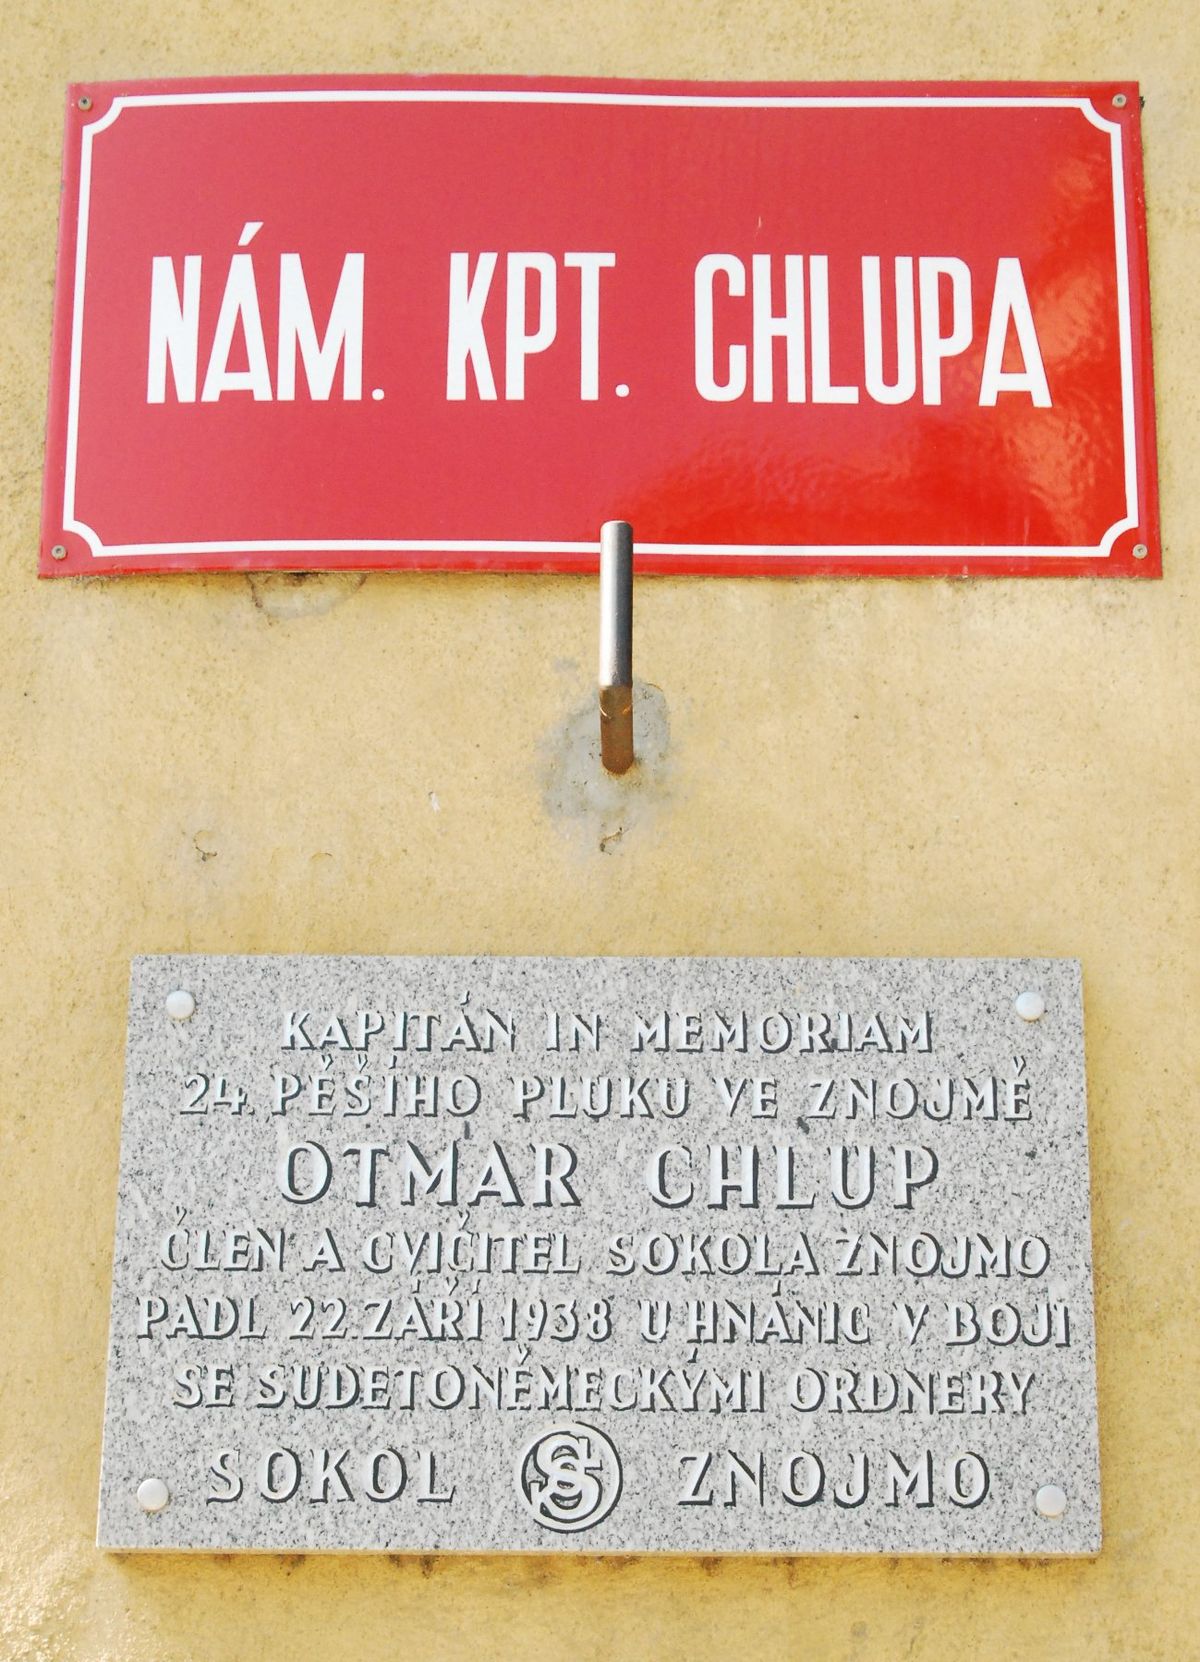 NÁM. KPT. CHLUPA
KAPITÁN IN MEMORIAM
24. PĚŠÍHO PLUKU VE ZNOJMĚ
OTMAR CHLUP
ČLEN A CVIČITEL SOKOLA ZNOJMO
PADL 22. ZÁŘÍ 1938 U HNÁNIC V BOJI
SE SUDETONĚMECKÝMI ORDNERY
SOKOL S ZNOJMO